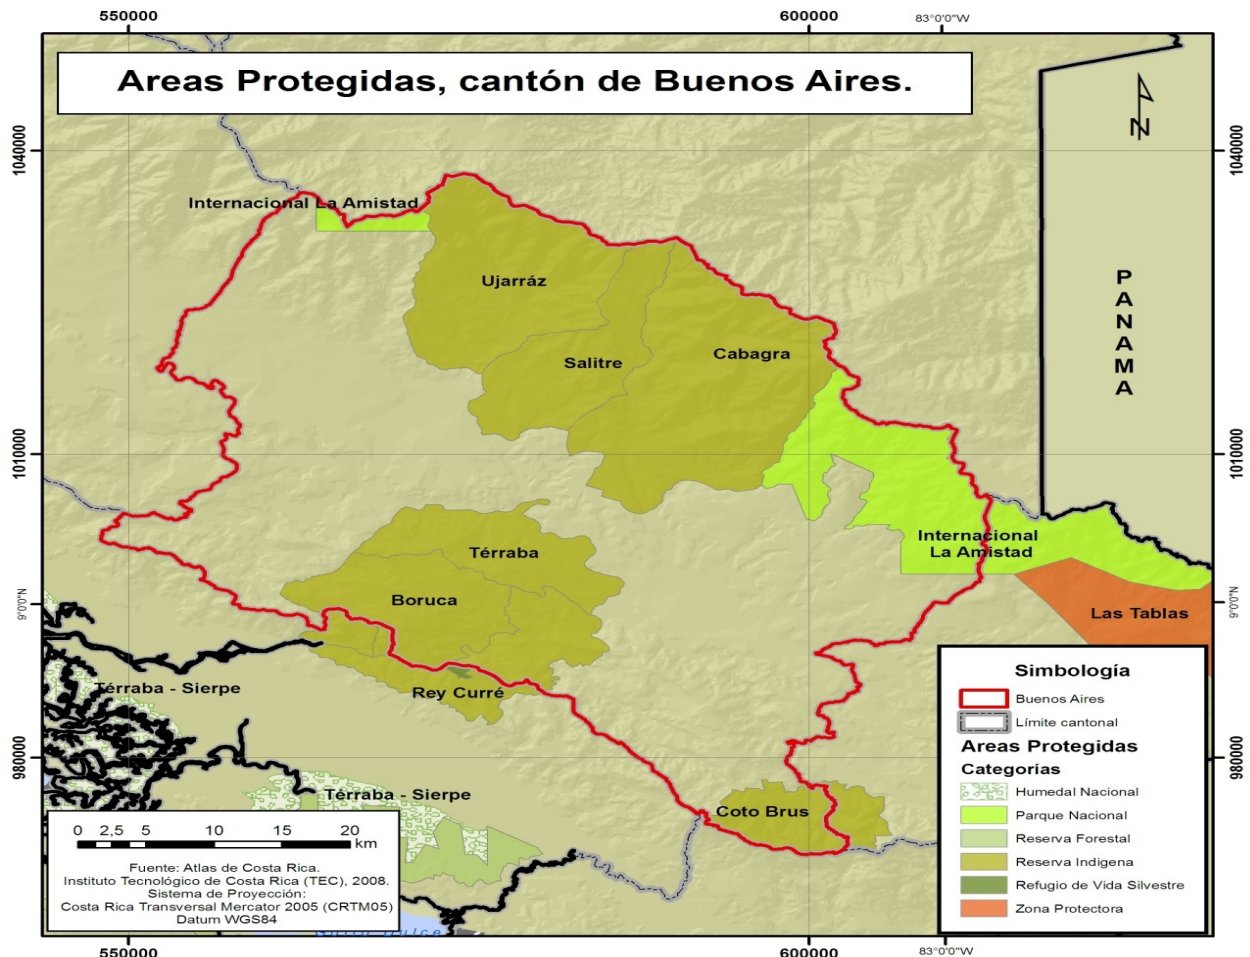 550000
600000
83°0'0"W
Areas Protegidas, cantón de Buenos Aires.
N
1040000
1040000
Internacional La Amistad
Ujarráz
PANAMA
Salitre
Cabagra
1010000
1010000
Internacional
La Amistad
Térraba
Boruca
9°0'0"N
9°0'0"N
Las Tablas
Térraba - Sierpe
Rey Curré
980000
980000
Térraba - Sierpe
Coto Brus
Simbología
Buenos Aires
Límite cantonal
Areas Protegidas
Categorías
Humedal Nacional
Parque Nacional
Reserva Forestal
Reserva Indigena
Refugio de Vida Silvestre
Zona Protectora
0 2,5 5 10 15 20
km
Fuente: Atlas de Costa Rica.
Instituto Tecnológico de Costa Rica (TEC), 2008.
Sistema de Proyección:
Costa Rica Transversal Mercator 2005 (CRTM05)
Datum WGS84
550000
600000
83°0'0"W